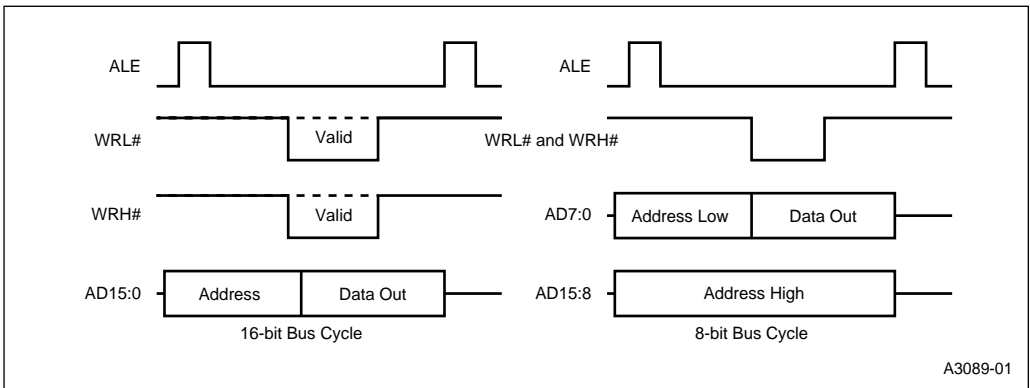 ALE
WRL#
Valid
WRH#
Valid
AD15:0
Address
Data Out
16-bit Bus Cycle
ALE
WRL# and WRH#
AD7:0
Address Low
Data Out
AD15:8
Address High
8-bit Bus Cycle
A3089-01